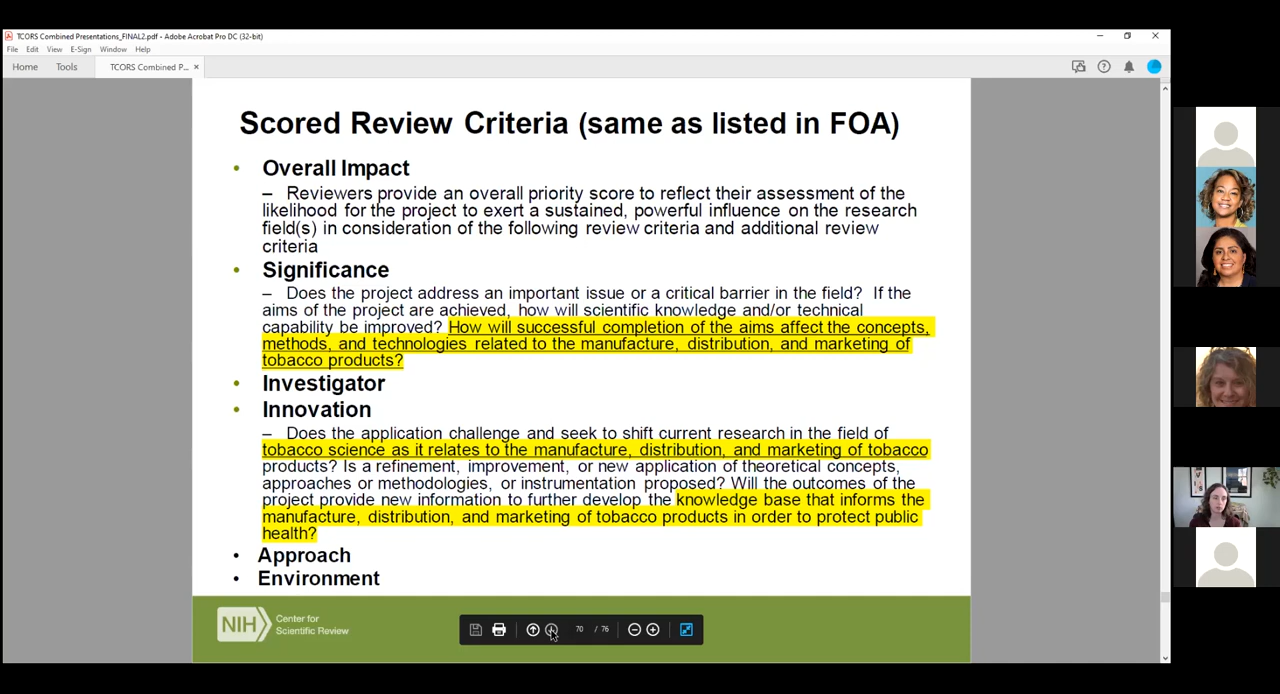 TCORS Combined Presentations_FINAL2.pdf - Adobe Acrobat Pro DC (32-bit)
File Edit View E-Sign Window Help
Home Tools TCORS Combined P... ×
Scored Review Criteria (same as listed in FOA)
• Overall Impact
– Reviewers provide an overall priority score to reflect their assessment of the
likelihood for the project to exert a sustained, powerful influence on the research
field(s) in consideration of the following review criteria and additional review
criteria
• Significance
– Does the project address an important issue or a critical barrier in the field? If the
aims of the project are achieved, how will scientific knowledge and/or technical
capability be improved? How will successful completion of the aims affect the concepts,
methods, and technologies related to the manufacture, distribution, and marketing of
tobacco products?
• Investigator
• Innovation
– Does the application challenge and seek to shift current research in the field of
tobacco science as it relates to the manufacture, distribution, and marketing of tobacco
products? Is a refinement, improvement, or new application of theoretical concepts,
approaches or methodologies, or instrumentation proposed? Will the outcomes of the
project provide new information to further develop the knowledge base that informs the
manufacture, distribution, and marketing of tobacco products in order to protect public
health?
• Approach
• Environment
NIH Center for
Scientific Review
70 / 76